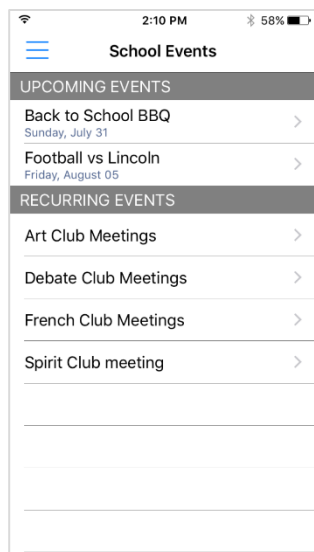 2:10 PM
58%
School Events
UPCOMING EVENTS
Back to School BBQ
Sunday, July 31
Football vs Lincoln
Friday, August 05
RECURRING EVENTS
Art Club Meetings
Debate Club Meetings
French Club Meetings
Spirit Club meeting